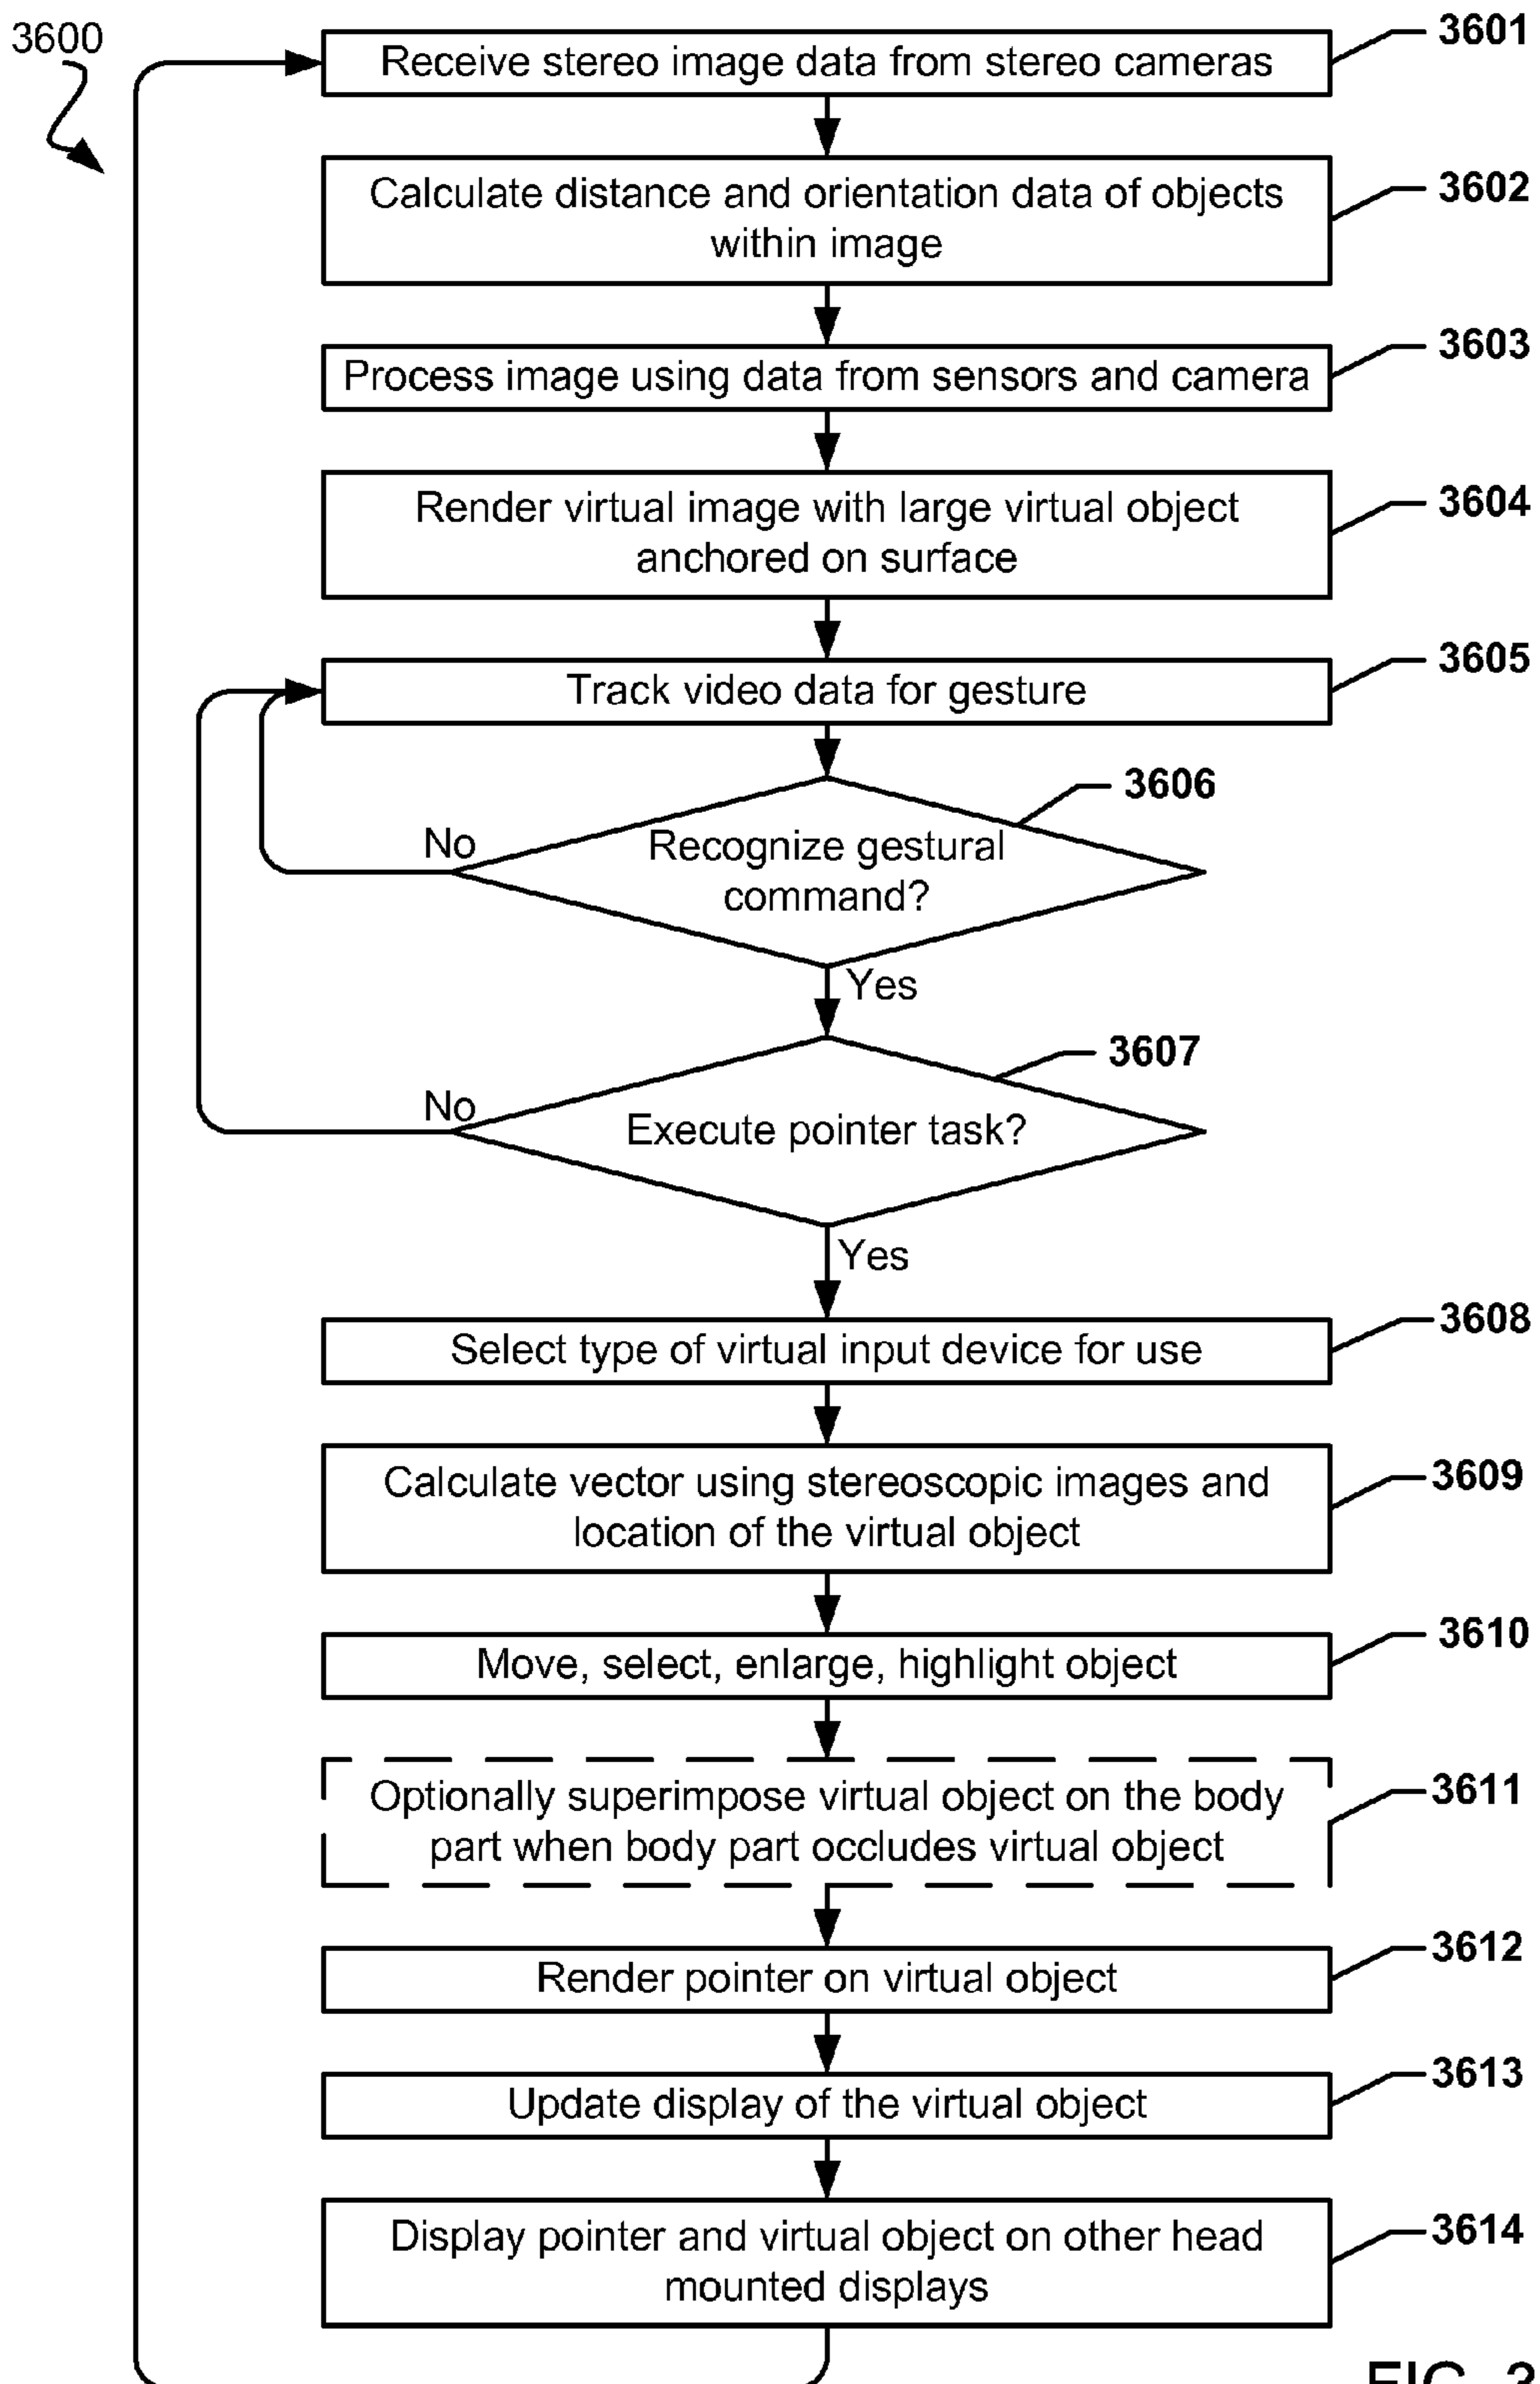 3600
Receive stereo image data from stereo cameras
3601
Calculate distance and orientation data of objects
within image
3602
Process image using data from sensors and camera
3603
Render virtual image with large virtual object
anchored on surface
3604
Track video data for gesture
3605
Recognize gestural
command?
3606
No
Yes
Execute pointer task?
3607
No
Yes
Select type of virtual input device for use
3608
Calculate vector using stereoscopic images and
location of the virtual object
3609
Move, select, enlarge, highlight object
3610
Optionally superimpose virtual object on the body
part when body part occludes virtual object
3611
Render pointer on virtual object
3612
Update display of the virtual object
3613
Display pointer and virtual object on other head
mounted displays
3614